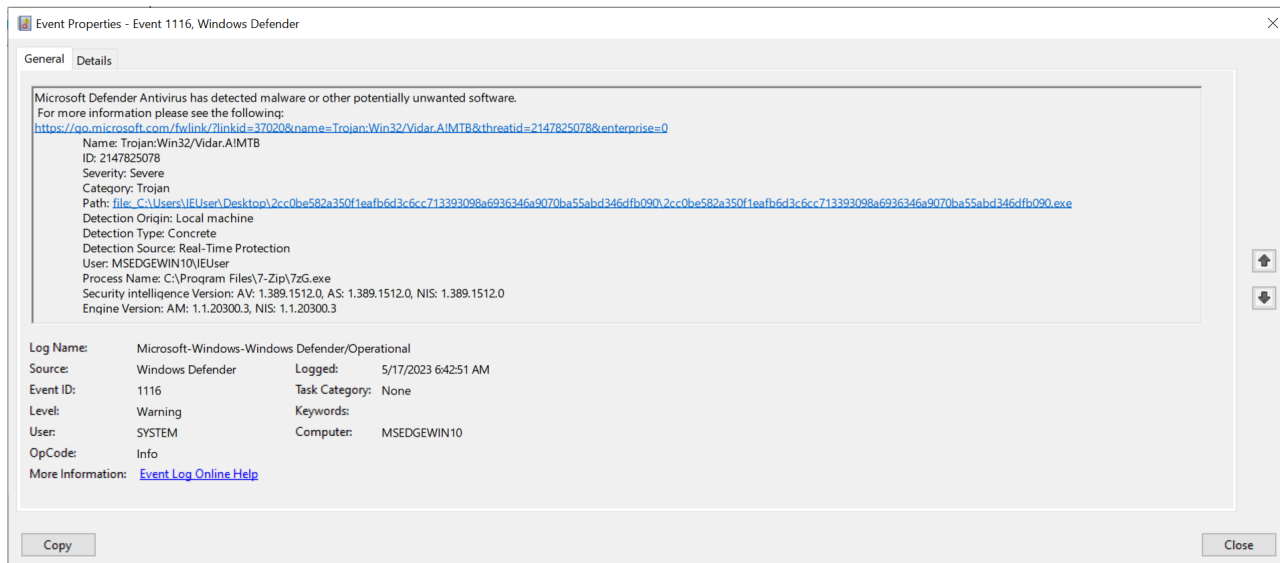 Event Properties - Event 1116, Windows Defender
General Details
Microsoft Defender Antivirus has detected malware or other potentially unwanted software.
For more information please see the following:
https://go.microsoft.com/fwlink/?linkid=37020&name=Trojan:Win32/Vidar.A!MTB&threatid=2147825078&enterprise=0
Name: Trojan:Win32/Vidar.A!MTB
ID: 2147825078
Severity: Severe
Category: Trojan
Path: file:_C:\Users\IEUser\Desktop\2cc0be582a350f1eafb6d3c6cc713393098a6936346a9070ba55abd346dfb090\2cc0be582a350f1eafb6d3c6cc713393098a6936346a9070ba55abd346dfb090.exe
Detection Origin: Local machine
Detection Type: Concrete
Detection Source: Real-Time Protection
User: MSEDGEWIN10\IEUser
Process Name: C:\Program Files\7-Zip\7zG.exe
Security intelligence Version: AV: 1.389.1512.0, AS: 1.389.1512.0, NIS: 1.389.1512.0
Engine Version: AM: 1.1.20300.3, NIS: 1.1.20300.3
Log Name: Microsoft-Windows-Windows Defender/Operational
Source: Windows Defender Logged: 5/17/2023 6:42:51 AM
Event ID: 1116 Task Category: None
Level: Warning Keywords:
User: SYSTEM Computer: MSEDGEWIN10
OpCode: Info
More Information: Event Log Online Help
Copy Close